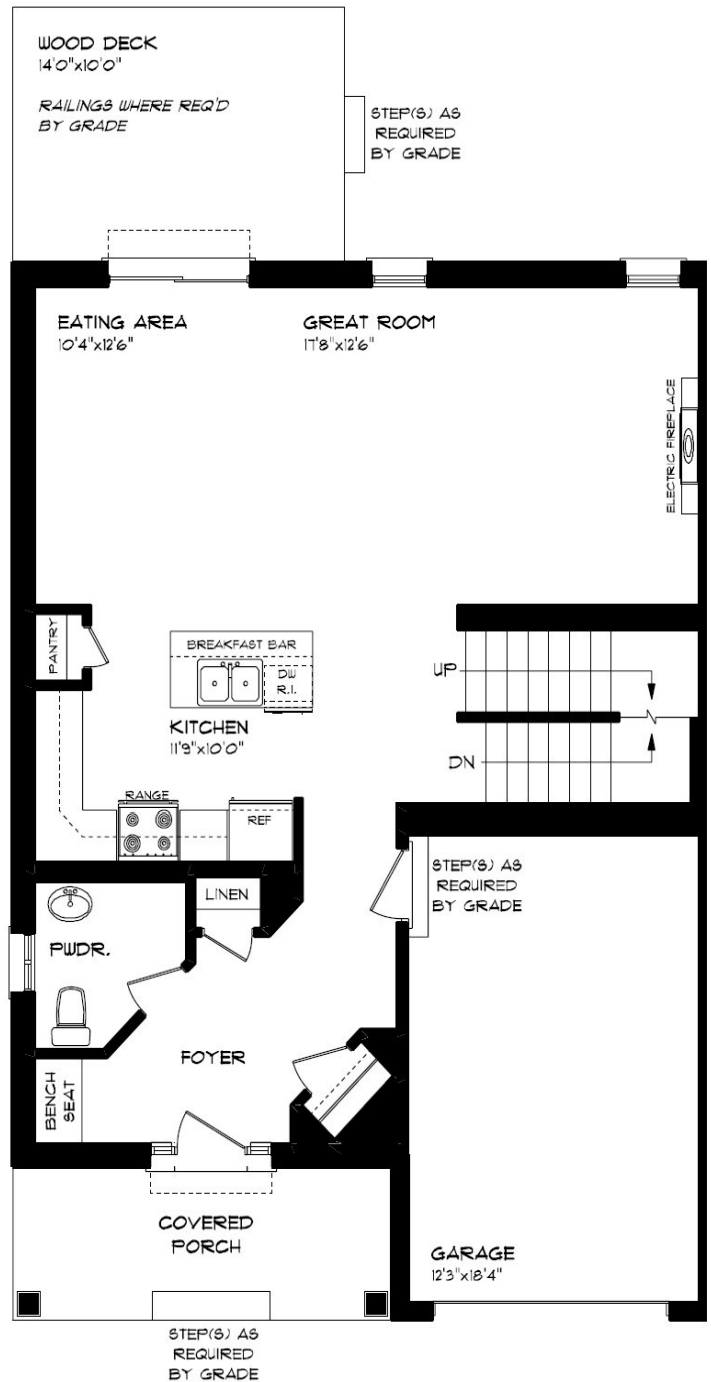 WOOD DECK
14'0"x10'0"
RAILINGS WHERE REQ'D
BY GRADE
STEP(S) AS
REQUIRED
BY GRADE
EATING AREA
10'4"x12'6"
GREAT ROOM
17'8"x12'6"
ELECTRIC FIREPLACE
PANTRY
BREAKFAST BAR
DW
R.I.
UP
KITCHEN
11'9"x10'0"
DN
RANGE
REF
LINEN
STEP(S) AS
REQUIRED
BY GRADE
PWDR.
FOYER
BENCH
SEAT
COVERED
PORCH
GARAGE
12'3"x18'4"
STEP(S) AS
REQUIRED
BY GRADE